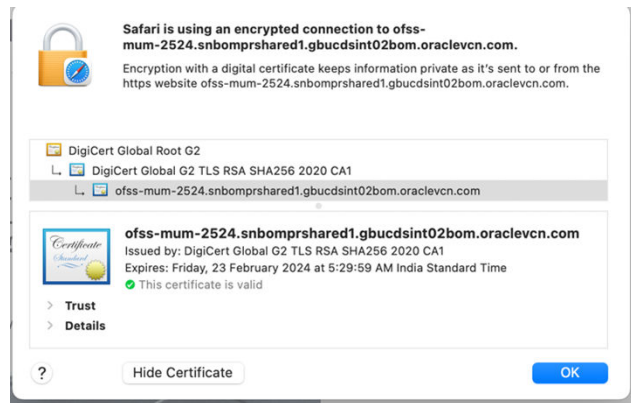 Safari is using an encrypted connection to ofss-
mum-2524.snbomprshared1.gbucdsint02bom.oraclevcn.com.
Encryption with a digital certificate keeps information private as it's sent to or from the
https website ofss-mum-2524.snbomprshared1.gbucdsint02bom.oraclevcn.com.
DigiCert Global Root G2
DigiCert Global G2 TLS RSA SHA256 2020 CA1
ofss-mum-2524.snbomprshared1.gbucdsint02bom.oraclevcn.com
Certificate
Standard
ofss-mum-2524.snbomprshared1.gbucdsint02bom.oraclevcn.com
Issued by: DigiCert Global G2 TLS RSA SHA256 2020 CA1
Expires: Friday, 23 February 2024 at 5:29:59 AM India Standard Time
This certificate is valid
Trust
Details
? Hide Certificate OK